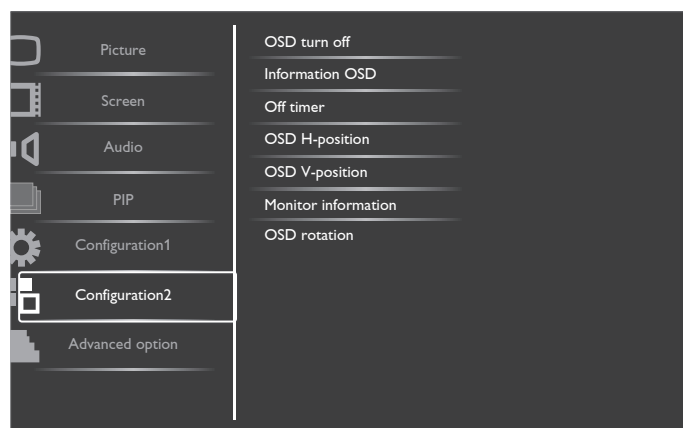 Picture
Screen
Audio
PIP
Configuration1
Configuration2
Advanced option
OSD turn off
Information OSD
Off timer
OSD H-position
OSD V-position
Monitor information
OSD rotation